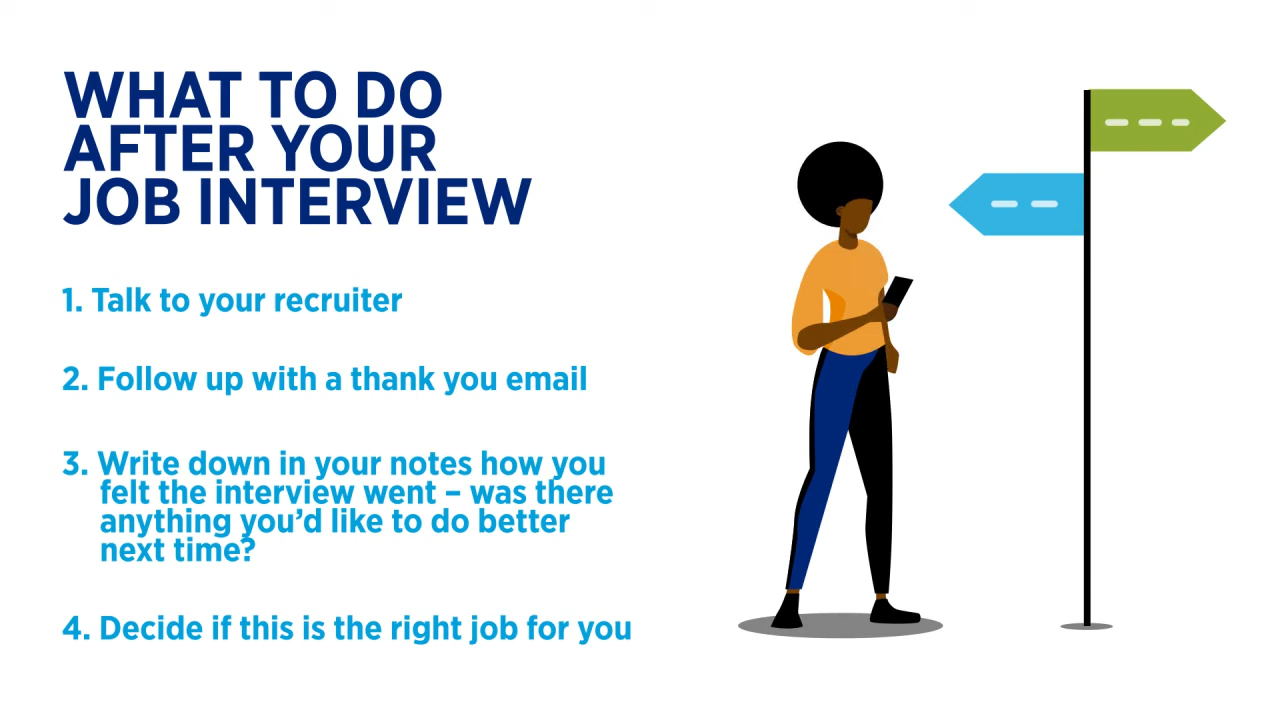 WHAT TO DO
AFTER YOUR
JOB INTERVIEW
1. Talk to your recruiter
2. Follow up with a thank you email
3. Write down in your notes how you
felt the interview went – was there
anything you’d like to do better
next time?
4. Decide if this is the right job for you